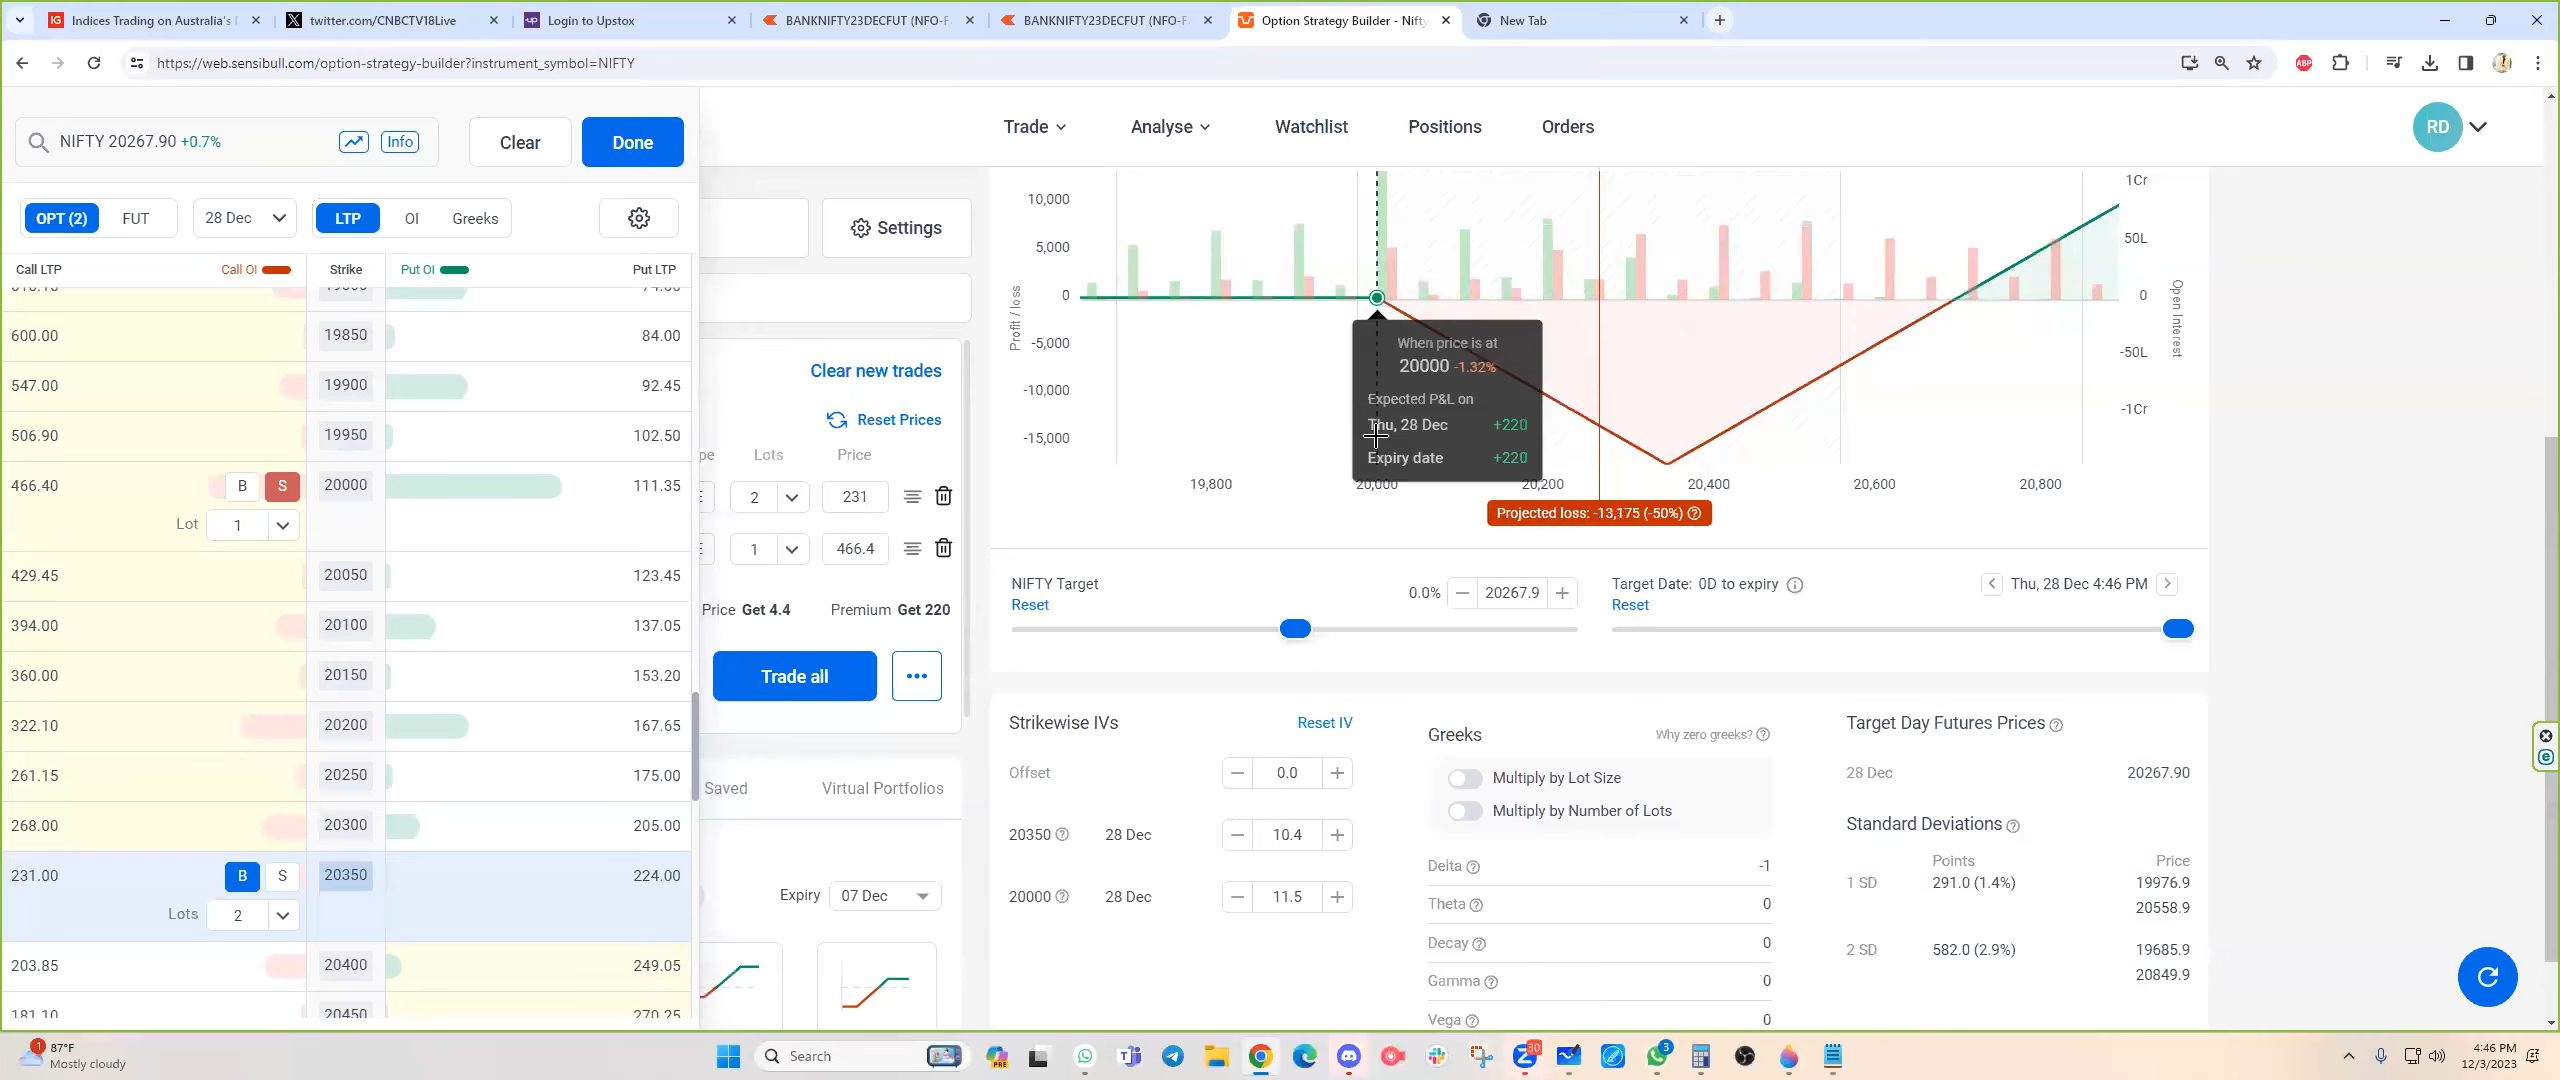 Indices Trading on Australia's
twitter.com/CNBCTV18Live
Login to Upstox
BANKNIFTY23DECFUT (NFO-F
BANKNIFTY23DECFUT (NFO-F
Option Strategy Builder - Nifty
New Tab
https://web.sensibull.com/option-strategy-builder?instrument_symbol=NIFTY
NIFTY 20267.90 +0.7%
Info
Clear
Done
Trade
Analyse
Watchlist
Positions
Orders
RD
OPT (2)
FUT
28 Dec
LTP
OI
Greeks
Settings
Call LTP
Call OI
Strike
Put OI
Put LTP
600.00 19850 84.00
547.00 19900 92.45
506.90 19950 102.50
466.40 B S 20000 111.35
Lot 1
429.45 20050 123.45
394.00 20100 137.05
360.00 20150 153.20
322.10 20200 167.65
261.15 20250 175.00
268.00 20300 205.00
231.00 B S 20350 224.00
Lots 2
203.85 20400 249.05
181.10 20450 270.25
Clear new trades
Reset Prices
pe Lots Price
2 231
1 466.4
Price Get 4.4 Premium Get 220
Trade all
Saved
Virtual Portfolios
Expiry 07 Dec
Profit / loss
10,000
5,000
0
-5,000
-10,000
-15,000
1Cr
50L
0
-50L
-1Cr
Open Interest
When price is at
20000 -1.32%
Expected P&L on
Thu, 28 Dec +220
Expiry date +220
19,800 20,000 20,200 20,400 20,600 20,800
Projected loss: -13,175 (-50%)
NIFTY Target
Reset
0.0% 20267.9
Target Date: 0D to expiry
Reset
Thu, 28 Dec 4:46 PM
Strikewise IVs
Reset IV
Offset 0.0
20350 28 Dec 10.4
20000 28 Dec 11.5
Greeks
Why zero greeks?
Multiply by Lot Size
Multiply by Number of Lots
Delta -1
Theta 0
Decay 0
Gamma 0
Vega 0
Target Day Futures Prices
28 Dec 20267.90
Standard Deviations
Points Price
1 SD 291.0 (1.4%) 19976.9
20558.9
2 SD 582.0 (2.9%) 19685.9
20849.9
87°F
Mostly cloudy
Search
4:46 PM
12/3/2023